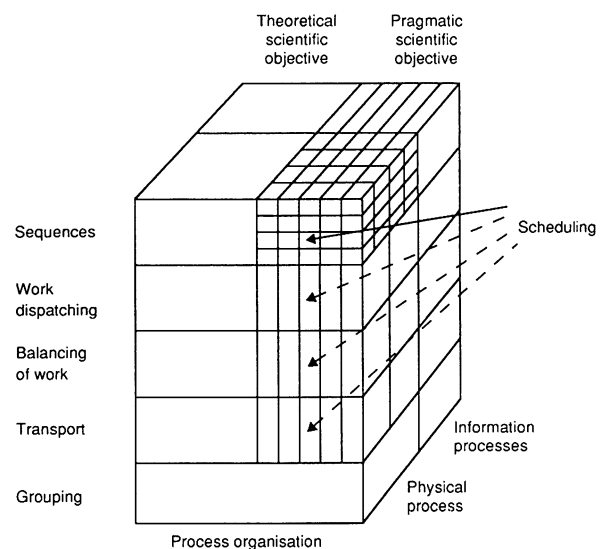 Theoretical
scientific
objective
Pragmatic
scientific
objective
Sequences
Scheduling
Work
dispatching
Balancing
of work
Transport
Information
processes
Grouping
Physical
process
Process organisation